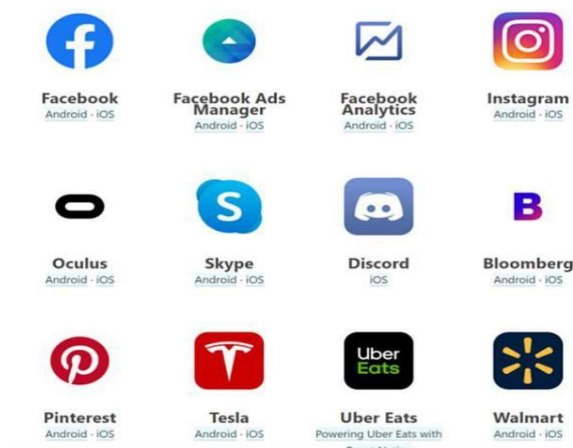 Facebook
Android · iOS
Facebook Ads
Manager
Android · iOS
Facebook
Analytics
Android · iOS
Instagram
Android · iOS
Oculus
Android · iOS
S
Skype
Android · iOS
Discord
iOS
B
Bloomberg
Android · iOS
Pinterest
Android · iOS
Tesla
Android · iOS
Uber
Eats
Uber Eats
Powering Uber Eats with
Walmart
Android · iOS